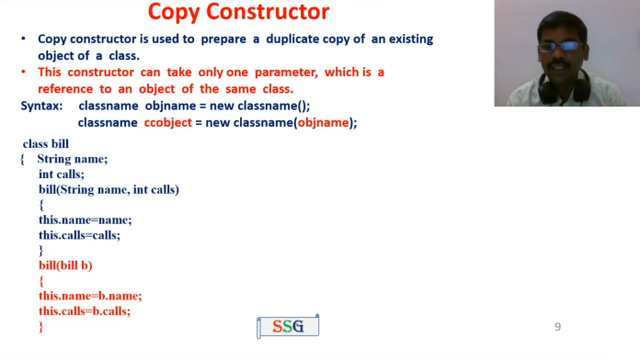 Copy Constructor
• Copy constructor is used to prepare a duplicate copy of an existing
object of a class.
• This constructor can take only one parameter, which is a
reference to an object of the same class.
Syntax: classname objname = new classname();
classname ccobject = new classname(objname);
class bill
{ String name;
int calls;
bill(String name, int calls)
{
this.name=name;
this.calls=calls;
}
bill(bill b)
{
this.name=b.name;
this.calls=b.calls;
}
SSG
9